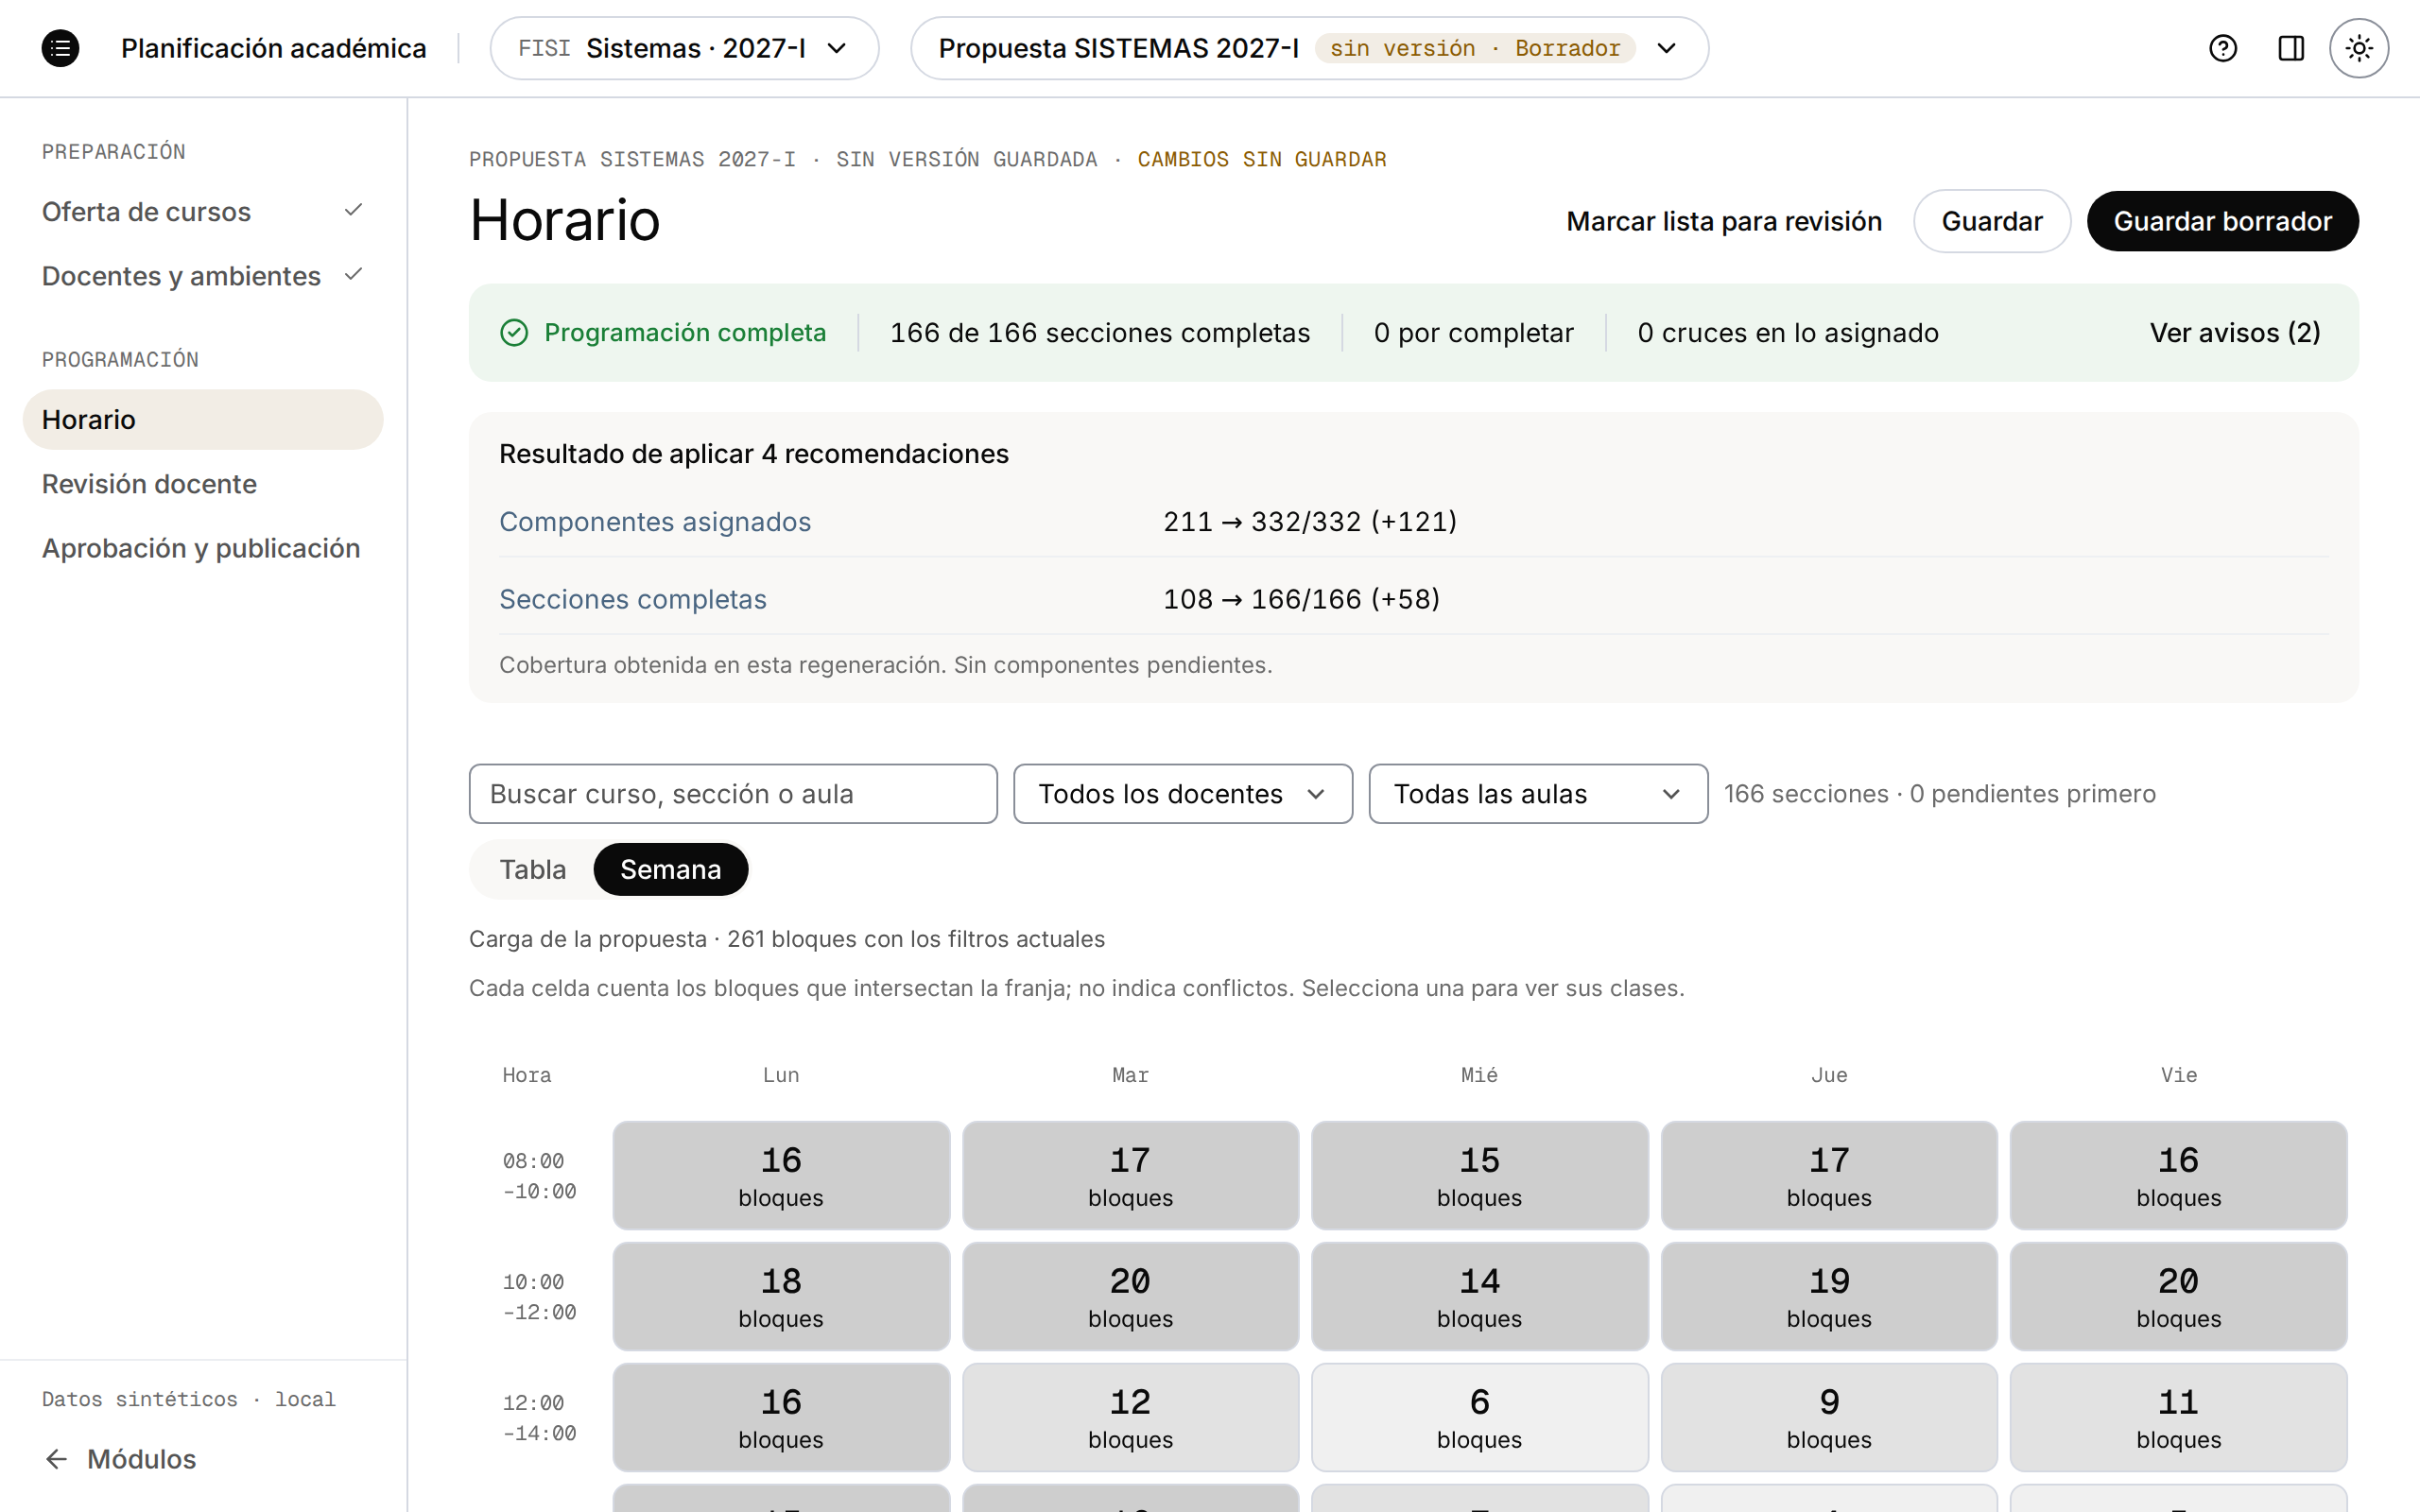 Planificación académica
FISI Sistemas · 2027-I
Propuesta SISTEMAS 2027-I sin versión · Borrador
PREPARACIÓN
Oferta de cursos
Docentes y ambientes
PROGRAMACIÓN
Horario
Revisión docente
Aprobación y publicación
Datos sintéticos · local
← Módulos
PROPUESTA SISTEMAS 2027-I · SIN VERSIÓN GUARDADA · CAMBIOS SIN GUARDAR
Horario
Marcar lista para revisión
Guardar
Guardar borrador
Programación completa
166 de 166 secciones completas
0 por completar
0 cruces en lo asignado
Ver avisos (2)
Resultado de aplicar 4 recomendaciones
Componentes asignados 211 → 332/332 (+121)
Secciones completas 108 → 166/166 (+58)
Cobertura obtenida en esta regeneración. Sin componentes pendientes.
Buscar curso, sección o aula
Todos los docentes
Todas las aulas
166 secciones · 0 pendientes primero
Tabla Semana
Carga de la propuesta · 261 bloques con los filtros actuales
Cada celda cuenta los bloques que intersectan la franja; no indica conflictos. Selecciona una para ver sus clases.
Hora Lun Mar Mié Jue Vie
08:00
-10:00
16 17 15 17 16
bloques bloques bloques bloques bloques
10:00
-12:00
18 20 14 19 20
bloques bloques bloques bloques bloques
12:00
-14:00
16 12 6 9 11
bloques bloques bloques bloques bloques